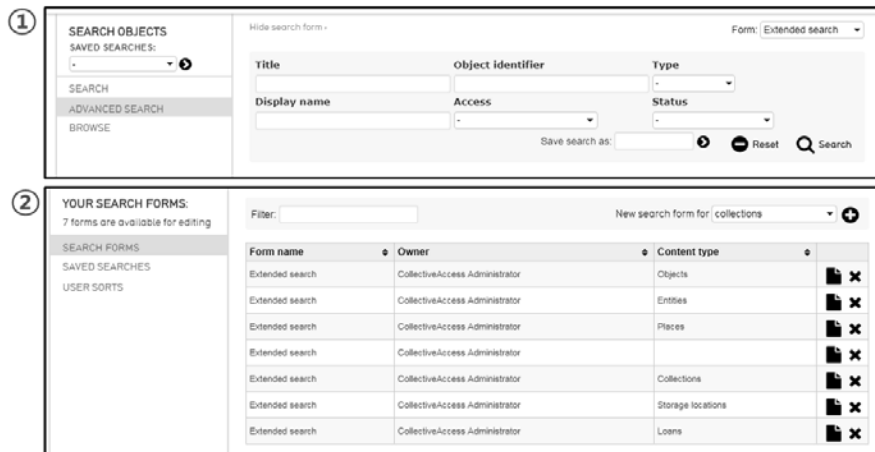 ①
SEARCH OBJECTS
SAVED SEARCHES:
-
SEARCH
ADVANCED SEARCH
BROWSE
Hide search form -
Form: Extended search
Title Object identifier Type
-
Display name Access Status
- -
Save search as: Reset Search
②
YOUR SEARCH FORMS:
7 forms are available for editing
SEARCH FORMS
SAVED SEARCHES
USER SORTS
Filter: New search form for collections
Form name Owner Content type
Extended search CollectiveAccess Administrator Objects
Extended search CollectiveAccess Administrator Entities
Extended search CollectiveAccess Administrator Places
Extended search CollectiveAccess Administrator
Extended search CollectiveAccess Administrator Collections
Extended search CollectiveAccess Administrator Storage locations
Extended search CollectiveAccess Administrator Loans